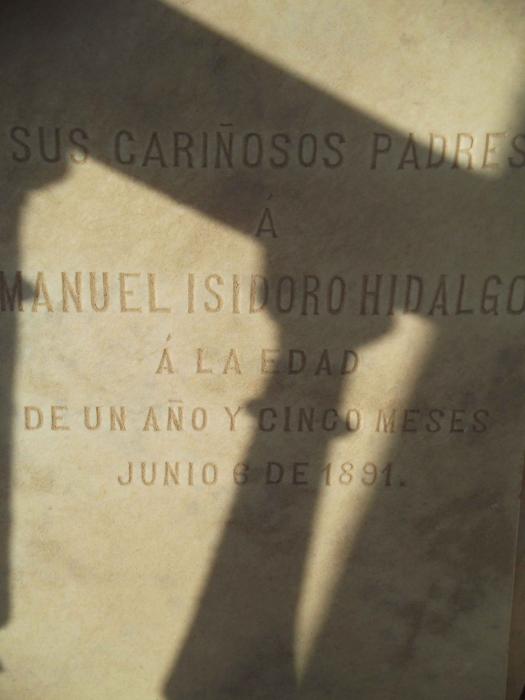 SUS CARIÑOSOS PADRES
Á
MANUEL ISIDORO HIDALGO
Á LA EDAD
DE UN AÑO Y CINCO MESES
JUNIO 6 DE 1891.